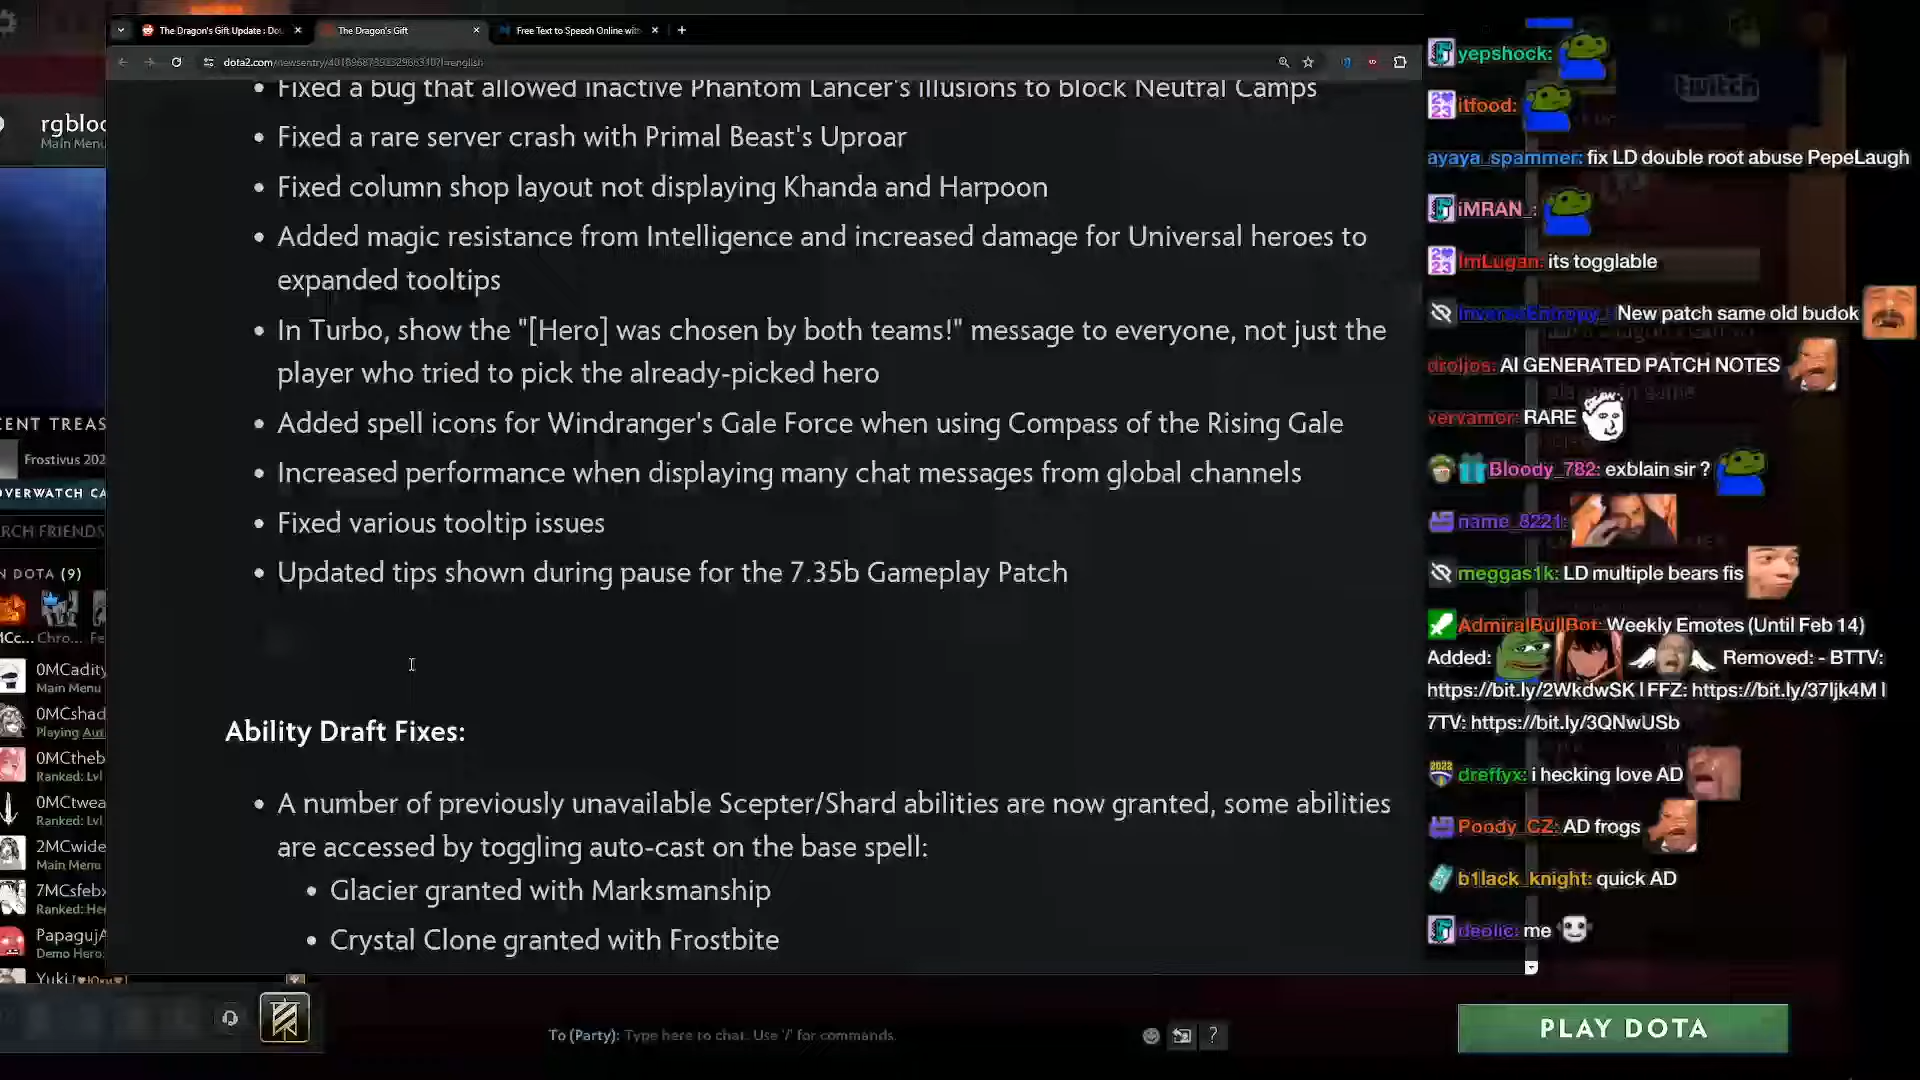 The Dragon's Gift Update : Do
The Dragon's Gift
Free Text to Speech Online wit
Fixed a bug that allowed inactive Phantom Lancer's illusions to block Neutral Camps
Fixed a rare server crash with Primal Beast's Uproar
Fixed column shop layout not displaying Khanda and Harpoon
Added magic resistance from Intelligence and increased damage for Universal heroes to
expanded tooltips
In Turbo, show the "[Hero] was chosen by both teams!" message to everyone, not just the
player who tried to pick the already-picked hero
Added spell icons for Windranger's Gale Force when using Compass of the Rising Gale
Increased performance when displaying many chat messages from global channels
Fixed various tooltip issues
Updated tips shown during pause for the 7.35b Gameplay Patch
Ability Draft Fixes:
A number of previously unavailable Scepter/Shard abilities are now granted, some abilities
are accessed by toggling auto-cast on the base spell:
Glacier granted with Marksmanship
Crystal Clone granted with Frostbite
rgbloc
Main Menu
ENT TREAS
Frostivus 202
OVERWATCH CA
RCH FRIENDS
N DOTA (9)
MCc... Chro... Fe
0MCadity
Main Menu
0MCshad
Playing Aut
0MCtheb
Ranked: Lvl
0MCtwea
Ranked: Lvl
2MCwide
Main Menu
7MCsfebx
Ranked: He
PapagujA
Demo Hero:
Yuki
To (Party): Type here to chat. Use '/' for commands.
?
PLAY DOTA
twitch
yepshock:
itfood:
ayaya_spammer: fix LD double root abuse PepeLaugh
iMRAN_:
ImLugan: its togglable
InverseEntropy_: New patch same old budok
droljos: AI GENERATED PATCH NOTES
vervamor: RARE
Bloody_782: exblain sir ?
name_8221:
meggas1k: LD multiple bears fis
AdmiralBullBot: Weekly Emotes (Until Feb 14)
Added: Removed: - BTTV:
https://bit.ly/2WkdwSK | FFZ: https://bit.ly/37Ijk4M |
7TV: https://bit.ly/3QNwUSb
dreffyx: i hecking love AD
Poody_CZ: AD frogs
b1lack_knight: quick AD
deolic: me